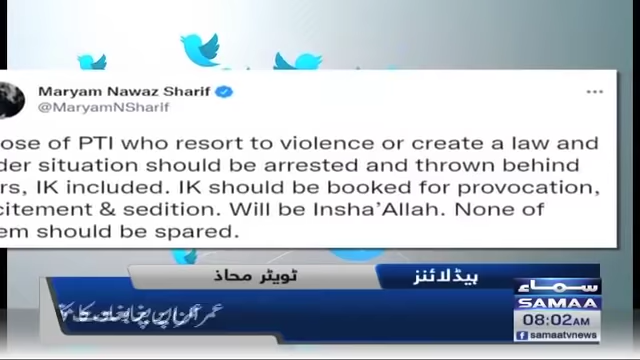 Maryam Nawaz Sharif
@MaryamNSharif
ose of PTI who resort to violence or create a law and
der situation should be arrested and thrown behind
rs, IK included. IK should be booked for provocation,
citement & sedition. Will be Insha'Allah. None of
em should be spared.
ہیڈلائنز
ٹویٹر محاذ
سماء
SAMAA
08:02AM
samaatvnews